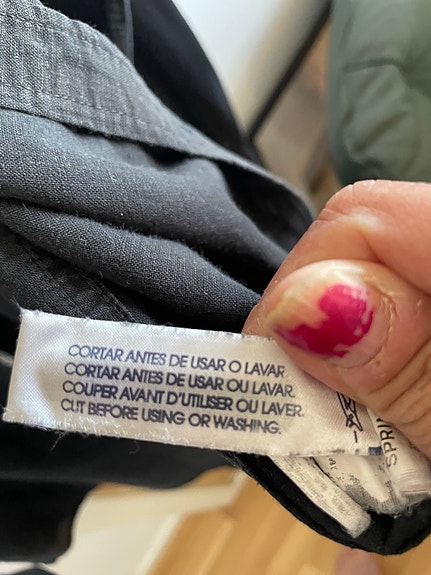 CORTAR ANTES DE USAR O LAVAR.
CORTAR ANTES DE USAR OU LAVAR.
COUPER AVANT D'UTILISER OU LAVER.
CUT BEFORE USING OR WASHING.